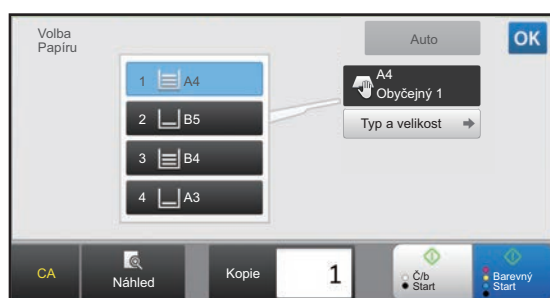 Volba
Papíru
Auto
OK
1 A4
2 B5
3 B4
4 A3
A4
Obyčejný 1
Typ a velikost
CA
Náhled
Kopie
1
Č/b
Start
Barevný
Start